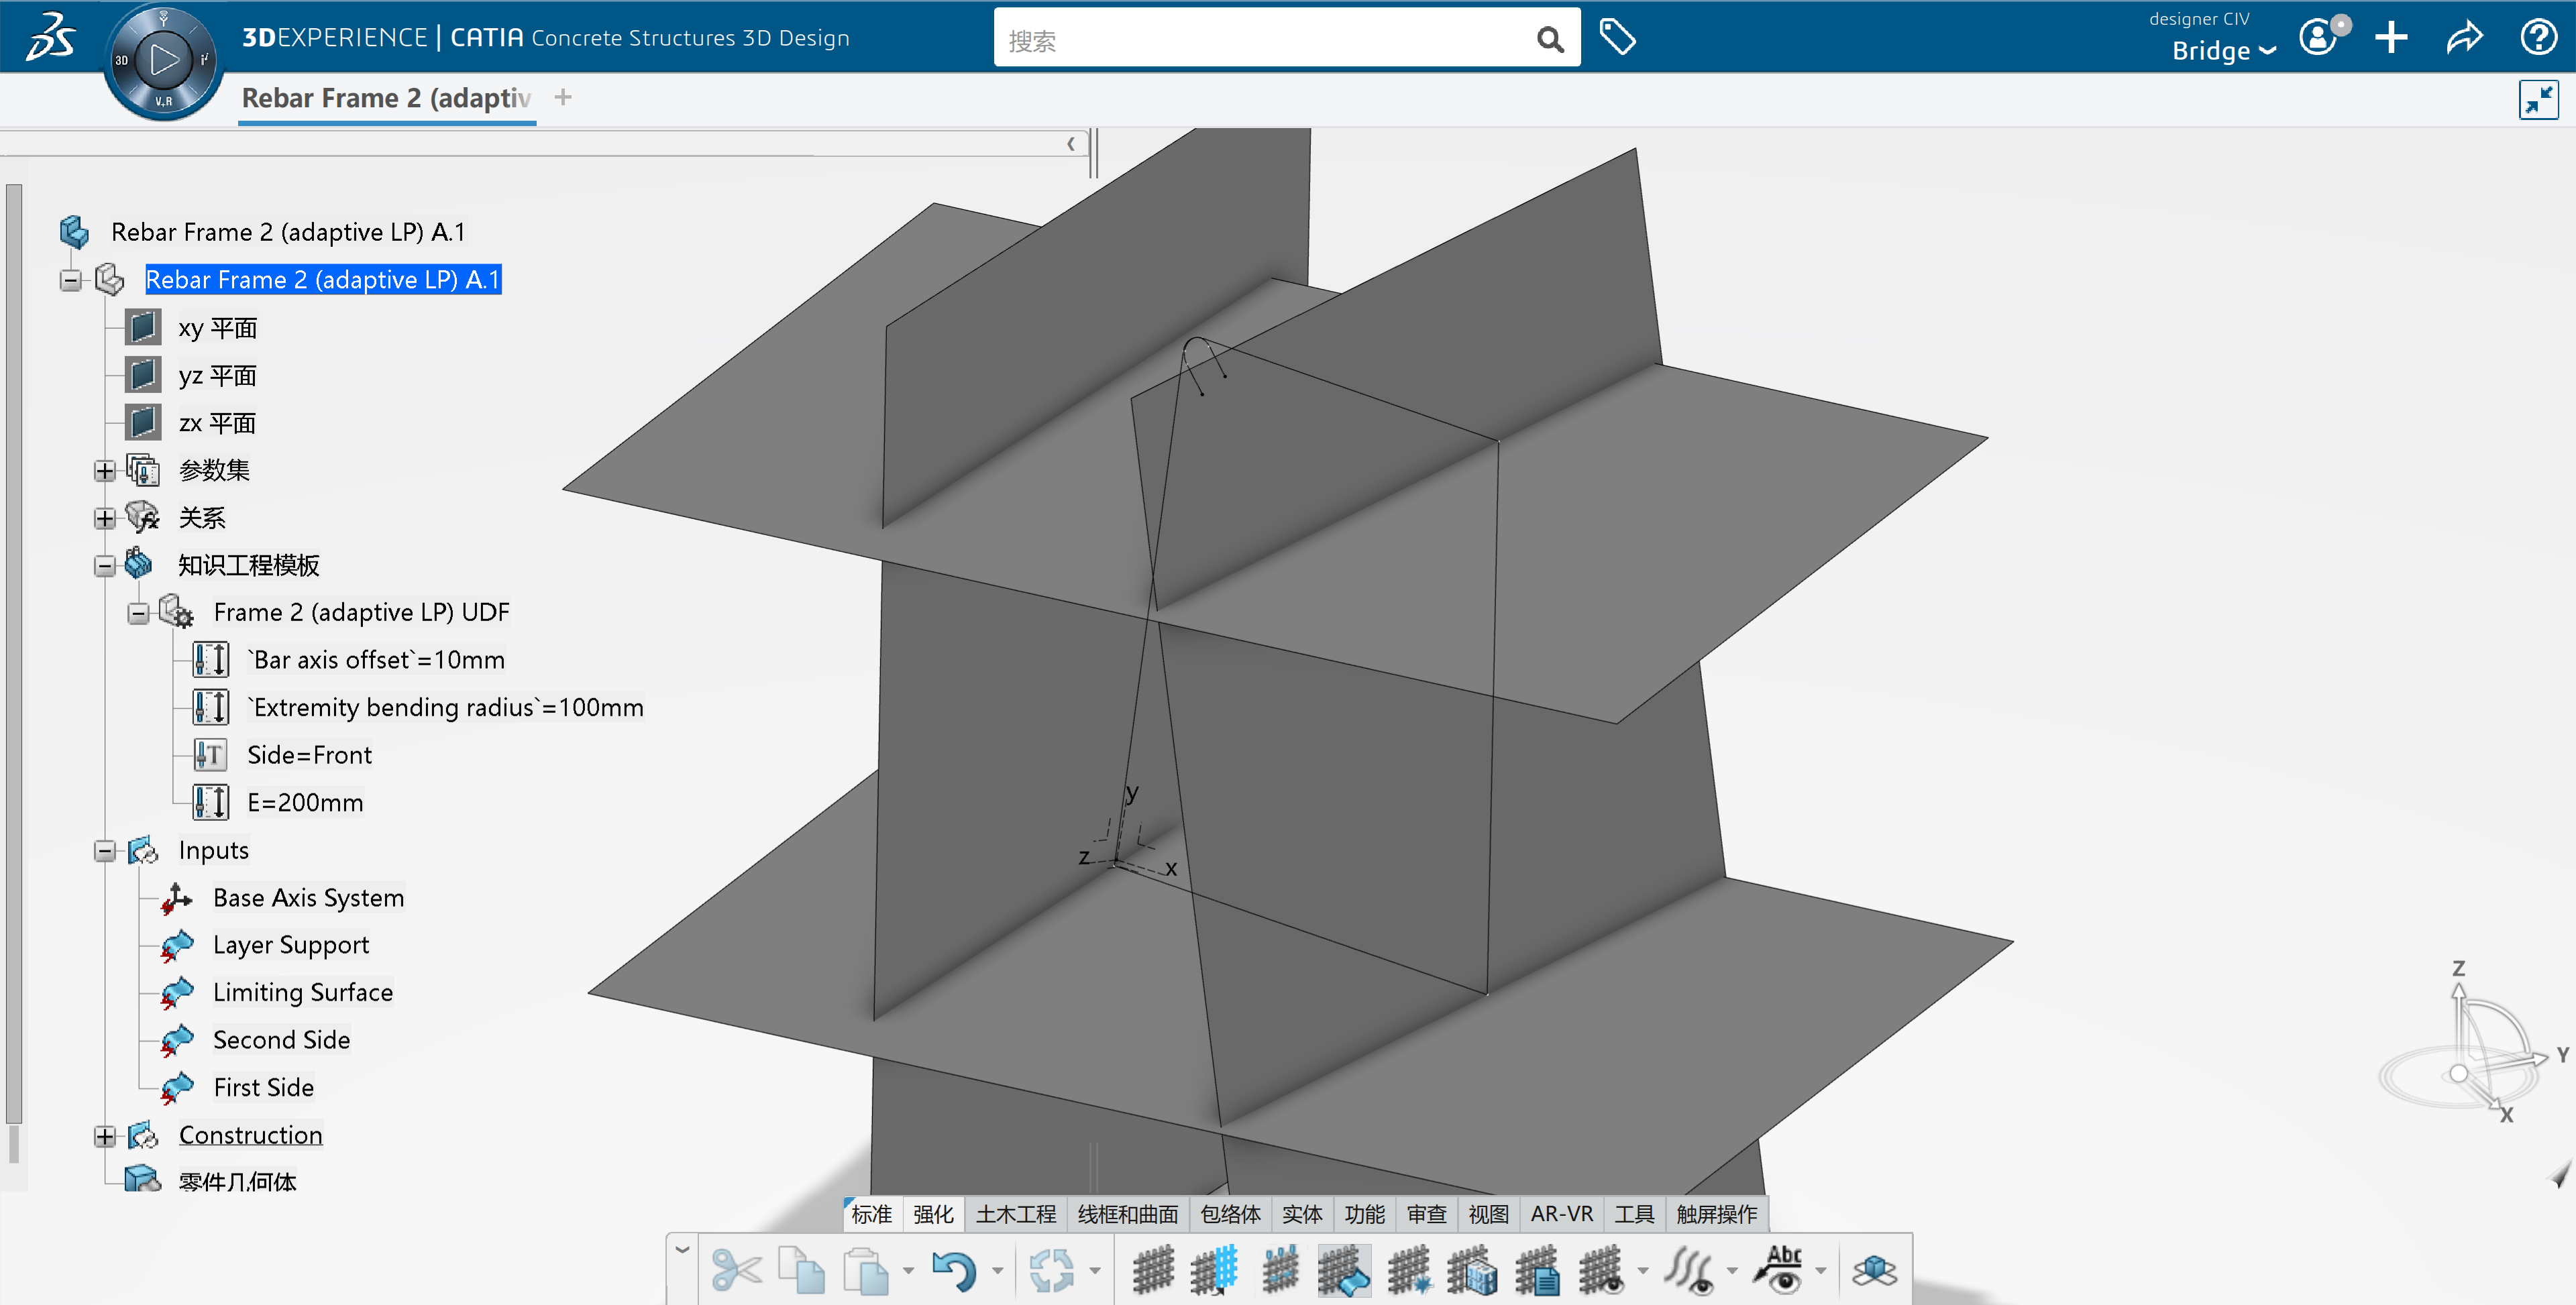 3DEXPERIENCE | CATIA Concrete Structures 3D Design
搜索
designer CIV
Bridge
3D
i²
V,R
Rebar Frame 2 (adaptiv
Rebar Frame 2 (adaptive LP) A.1
Rebar Frame 2 (adaptive LP) A.1
xy 平面
yz 平面
zx 平面
参数集
关系
知识工程模板
Frame 2 (adaptive LP) UDF
`Bar axis offset`=10mm
`Extremity bending radius`=100mm
Side=Front
E=200mm
Inputs
Base Axis System
Layer Support
Limiting Surface
Second Side
First Side
Construction
零件几何体
y
z
x
Z
Y
X
标准 强化 土木工程 线框和曲面 包络体 实体 功能 审查 视图 AR-VR 工具 触屏操作
Abc